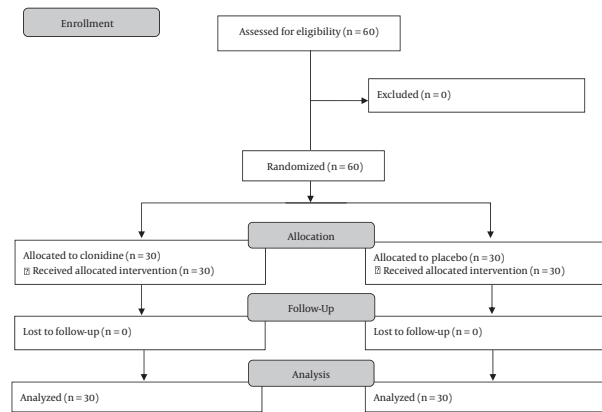 Enrollment
Assessed for eligibility (n = 60)
Excluded (n = 0)
Randomized (n = 60)
Allocation
Allocated to clonidine (n = 30)
Received allocated intervention (n = 30)
Allocated to placebo (n = 30)
Received allocated intervention (n = 30)
Follow-Up
Lost to follow-up (n = 0)
Lost to follow-up (n = 0)
Analysis
Analyzed (n = 30)
Analyzed (n = 30)